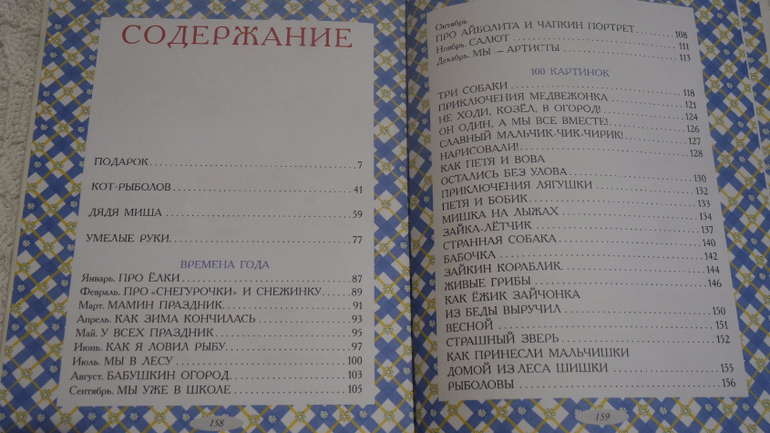 СОДЕРЖАНИЕ
ПОДАРОК 7
КОТ-РЫБОЛОВ 41
ДЯДЯ МИША 59
УМЕЛЫЕ РУКИ 77
ВРЕМЕНА ГОДА
Январь. ПРО ЁЛКИ 87
Февраль. ПРО «СНЕГУРОЧКИ» И СНЕЖИНКУ 89
Март. МАМИН ПРАЗДНИК 91
Апрель. КАК ЗИМА КОНЧИЛАСЬ 93
Май. У ВСЕХ ПРАЗДНИК 95
Июнь. КАК Я ЛОВИЛ РЫБУ 97
Июль. МЫ В ЛЕСУ 100
Август. БАБУШКИН ОГОРОД 103
Сентябрь. МЫ УЖЕ В ШКОЛЕ 105
158
Октябрь
ПРО АЙБОЛИТА И ЧАПКИН ПОРТРЕТ 108
Ноябрь. САЛЮТ 111
Декабрь. МЫ — АРТИСТЫ 113
100 КАРТИНОК
ТРИ СОБАКИ 118
ПРИКЛЮЧЕНИЯ МЕДВЕЖОНКА 121
НЕ ХОДИ, КОЗЁЛ, В ОГОРОД! 124
ОН ОДИН, А МЫ ВСЕ ВМЕСТЕ! 126
СЛАВНЫЙ МАЛЬЧИК-ЧИК-ЧИРИК! 127
НАРИСОВАЛИ! 128
КАК ПЕТЯ И ВОВА
ОСТАЛИСЬ БЕЗ УЛОВА 130
ПРИКЛЮЧЕНИЯ ЛЯГУШКИ 132
ПЕТЯ И БОБИК 133
МИШКА НА ЛЫЖАХ 134
ЗАЙКА-ЛЁТЧИК 137
СТРАННАЯ СОБАКА 140
БАБОЧКА 142
ЗАЙКИН КОРАБЛИК 144
ЖИВЫЕ ГРИБЫ 146
КАК ЁЖИК ЗАЙЧОНКА
ИЗ БЕДЫ ВЫРУЧИЛ 150
ВЕСНОЙ 151
СТРАШНЫЙ ЗВЕРЬ 152
КАК ПРИНЕСЛИ МАЛЬЧИШКИ
ДОМОЙ ИЗ ЛЕСА ШИШКИ 155
РЫБОЛОВЫ 156
159